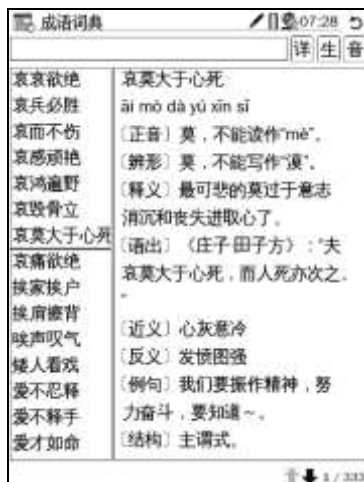 成语词典 07:28
详 生 音
哀哀欲绝
哀兵必胜
哀而不伤
哀感顽艳
哀鸿遍野
哀毁骨立
哀莫大于心死
哀痛欲绝
挨家挨户
挨肩擦背
唉声叹气
矮人看戏
爱不忍释
爱不释手
爱才如命
哀莫大于心死
āi mò dà yú xīn sǐ
〔正音〕莫，不能读作“mè”。
〔辨形〕莫，不能写作“漠”。
〔释义〕最可悲的莫过于意志
消沉和丧失进取心了。
〔语出〕《庄子·田子方》：“夫
哀莫大于心死，而人死亦次之。
”
〔近义〕心灰意冷
〔反义〕发愤图强
〔例句〕我们要振作精神，努
力奋斗，要知道～。
〔结构〕主谓式。
1 / 333